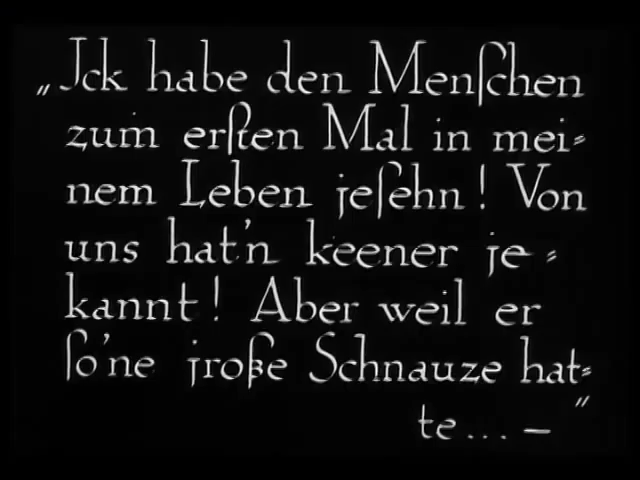 „Ick habe den Menſchen
zum erſten Mal in mei-
nem Leben jeſehn! Von
uns hat'n keener je-
kannt! Aber weil er
ſo'ne jroße Schnauze hat-
te... – "